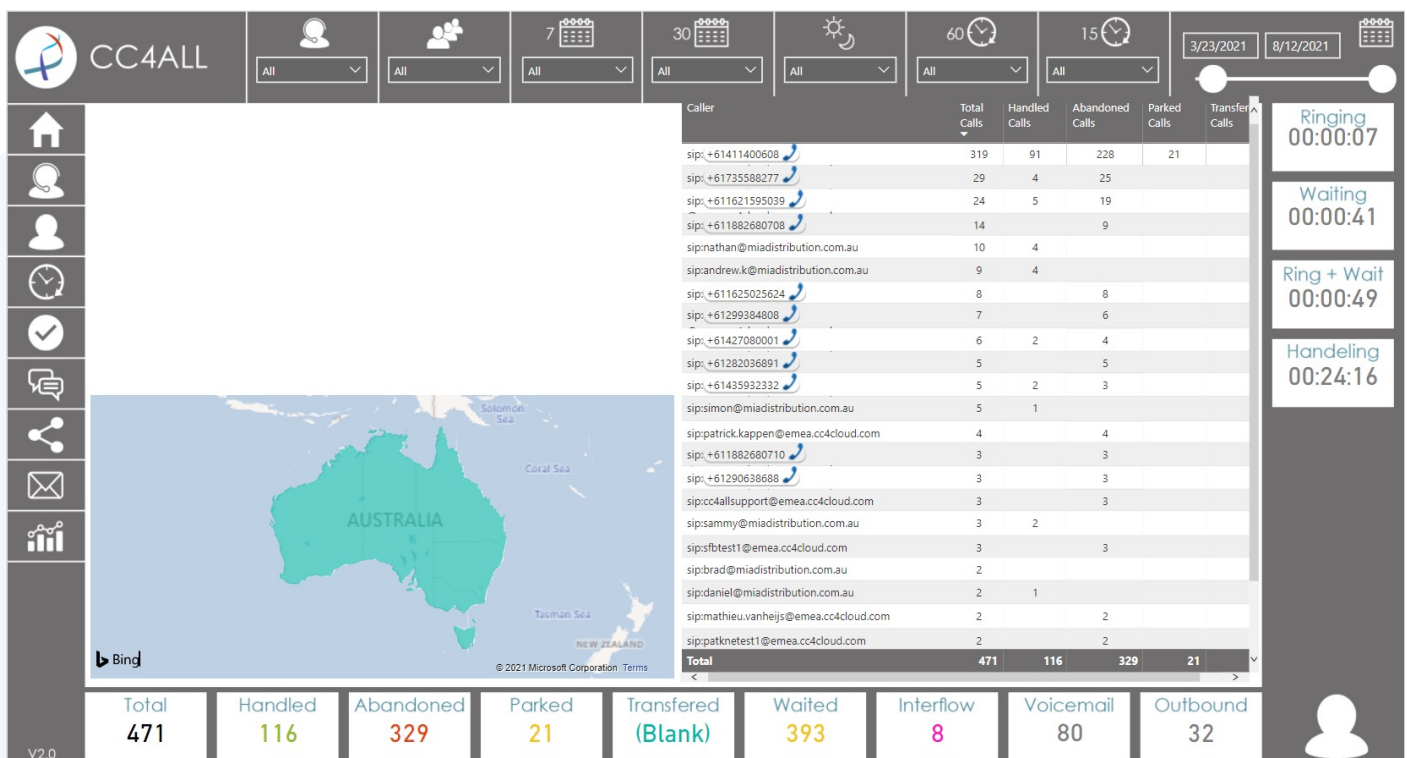 CC4ALL
7
30
60
15
3/23/2021 8/12/2021
All
All
All
All
All
All
All
Caller Total Calls Handled Calls Abandoned Calls Parked Calls Transfer Calls
sip: +61411400608 319 91 228 21
sip: +61735588277 29 4 25
sip: +611621595039 24 5 19
sip: +611882680708 14 9
sip:nathan@miadistribution.com.au 10 4
sip:andrew.k@miadistribution.com.au 9 4
sip: +611625025624 8 8
sip: +61299384808 7 6
sip: +61427080001 6 2 4
sip: +61282036891 5 5
sip: +61435932332 5 2 3
sip:simon@miadistribution.com.au 5 1
sip:patrick.kappen@emea.cc4cloud.com 4 4
sip: +611882680710 3 3
sip: +61290638688 3 3
sip:cc4allsupport@emea.cc4cloud.com 3 3
sip:sammy@miadistribution.com.au 3 2
sip:sfbtest1@emea.cc4cloud.com 3 3
sip:brad@miadistribution.com.au 2
sip:daniel@miadistribution.com.au 2 1
sip:mathieu.vanheijs@emea.cc4cloud.com 2 2
sip:patknetest1@emea.cc4cloud.com 2 2
Total 471 116 329 21
Ringing
00:00:07
Waiting
00:00:41
Ring + Wait
00:00:49
Handeling
00:24:16
Solomon
Sea
Coral Sea
AUSTRALIA
Tasman Sea
NEW ZEALAND
Bing
© 2021 Microsoft Corporation Terms
Total
471
Handled
116
Abandoned
329
Parked
21
Transfered
(Blank)
Waited
393
Interflow
8
Voicemail
80
Outbound
32
V2.0